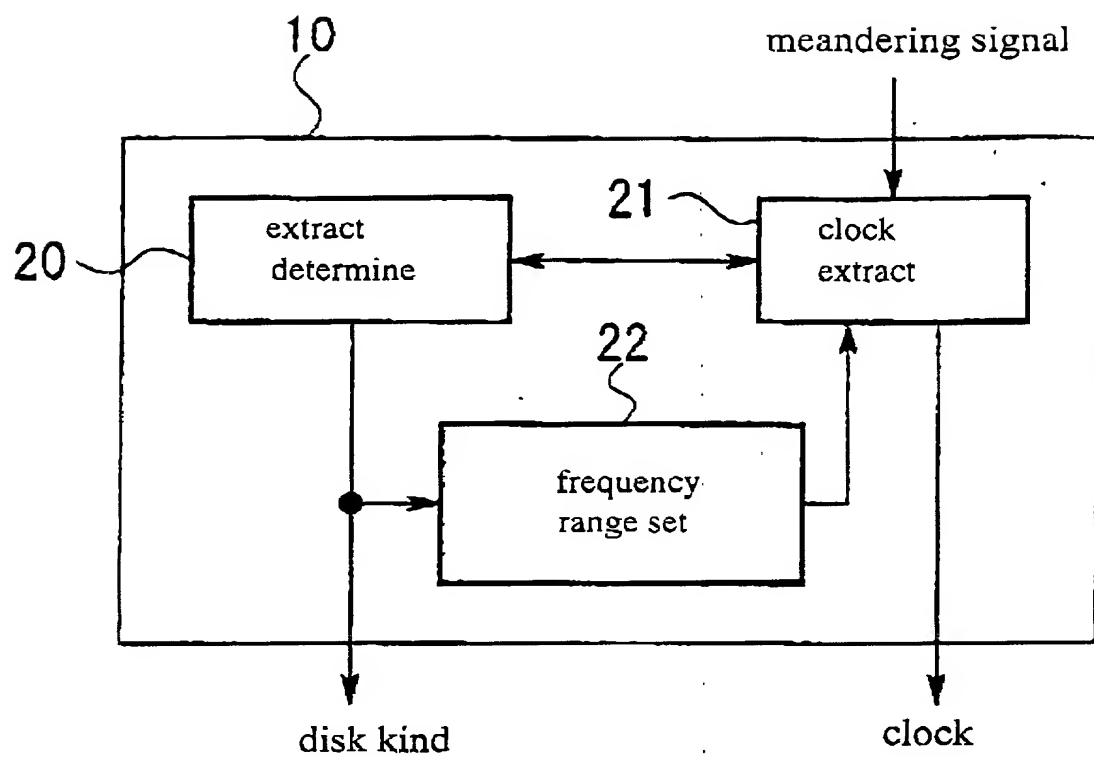 10
meandering signal
20
extract
determine
21
clock
extract
22
frequency
range set
disk kind
clock